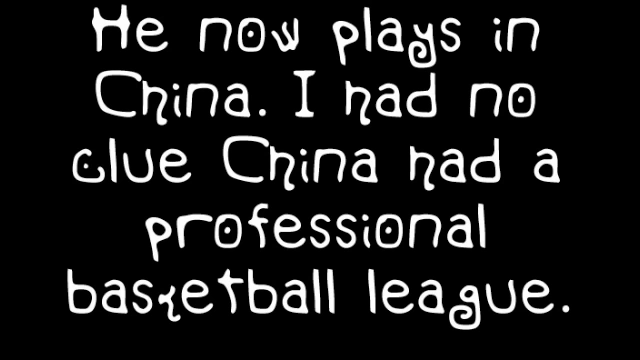 He now plays in
China. I had no
clue China had a
professional
basketball league.